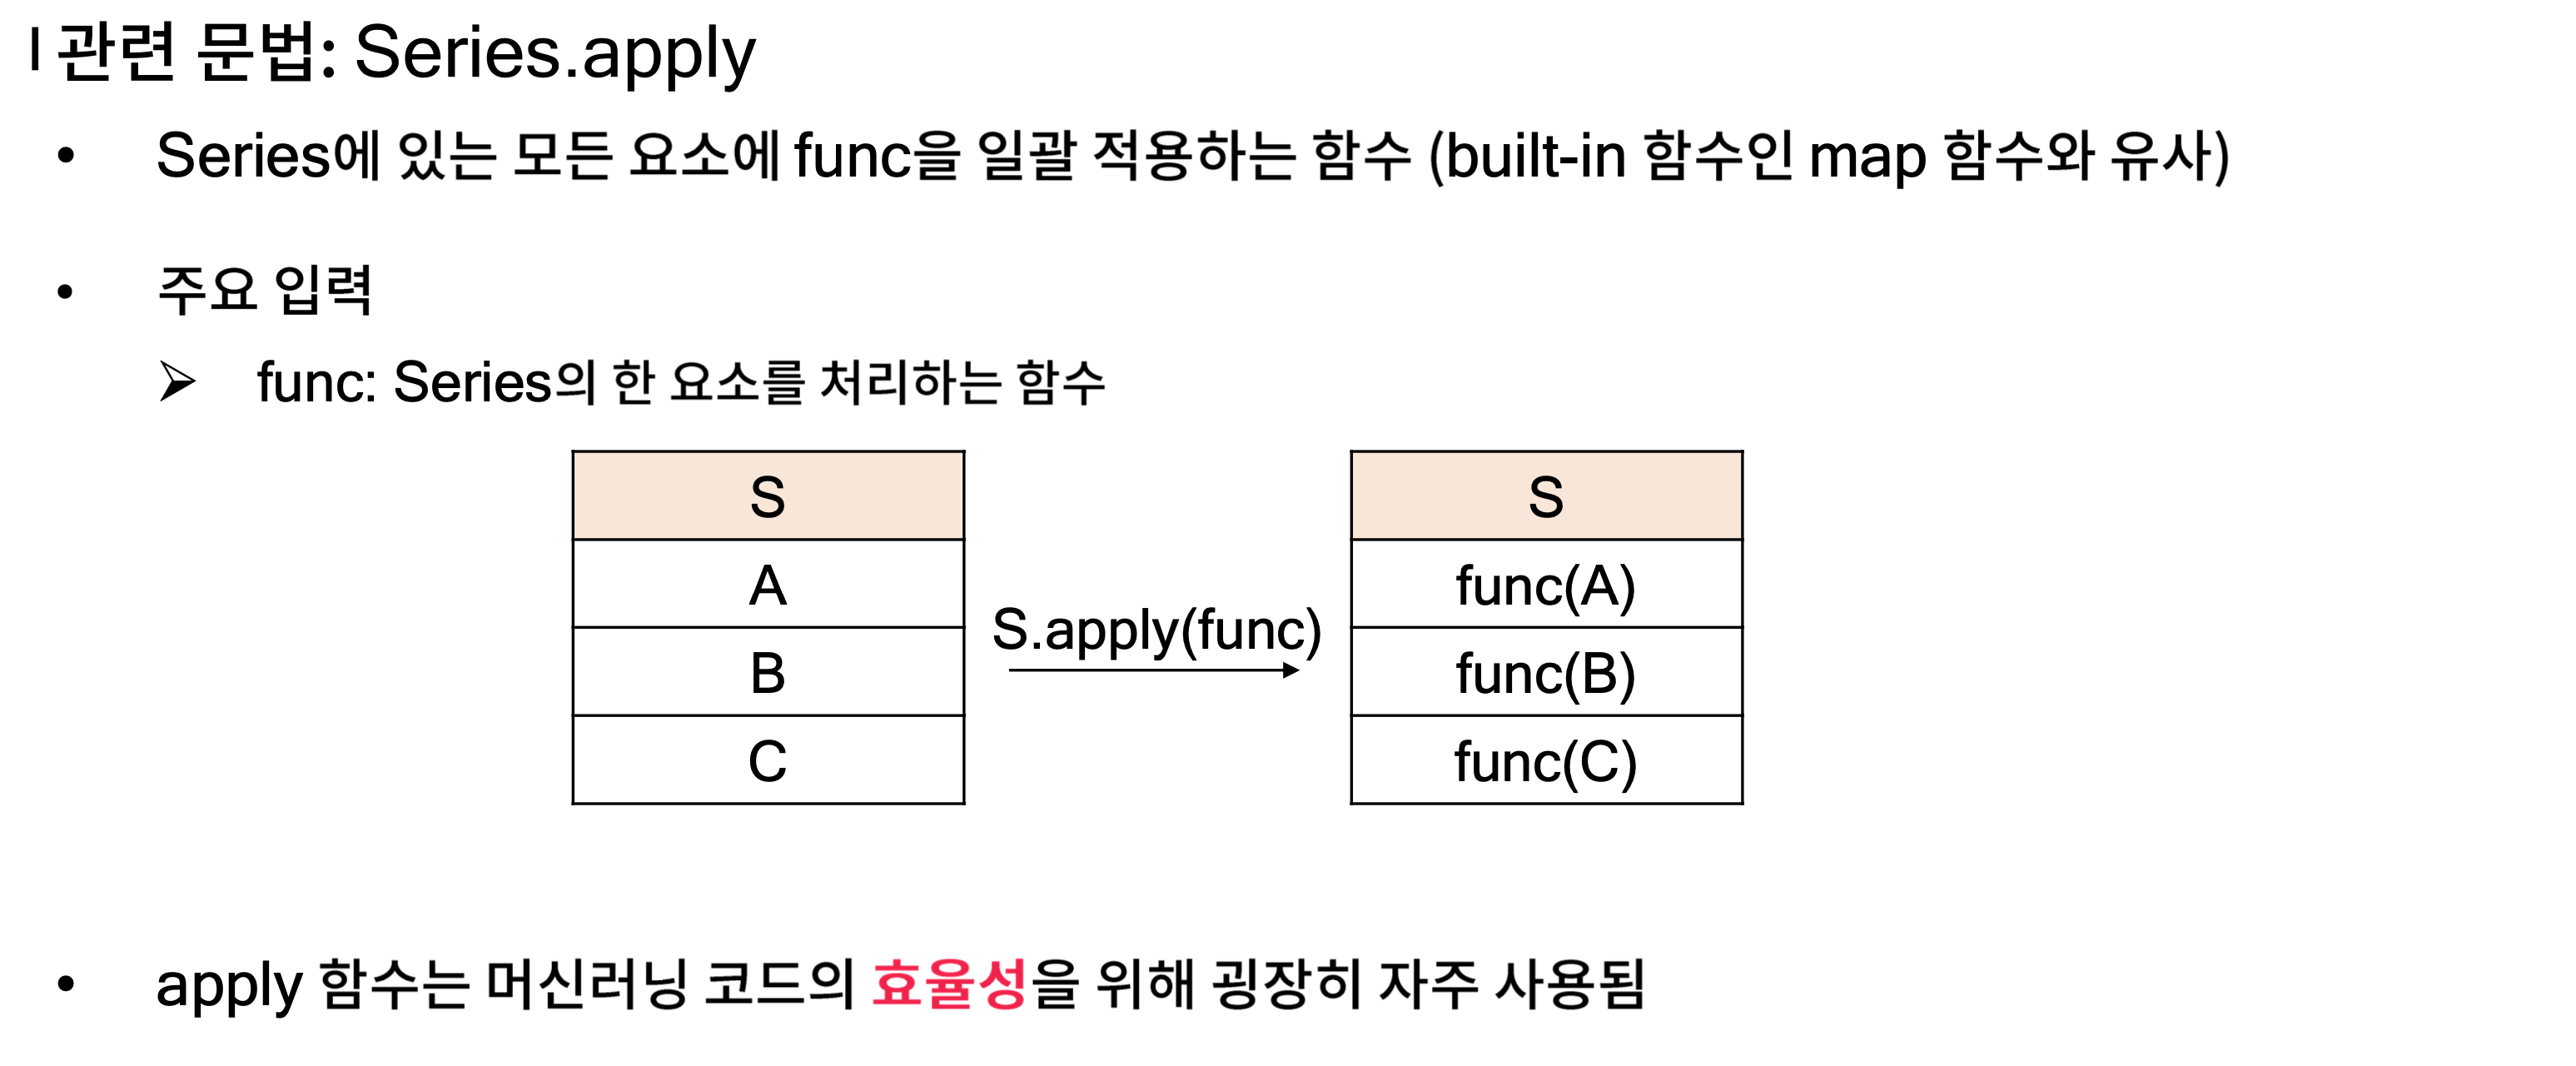 관련 문법: Series.apply
• Series에 있는 모든 요소에 func을 일괄 적용하는 함수 (built-in 함수인 map 함수와 유사)
• 주요 입력
➢ func: Series의 한 요소를 처리하는 함수
S
A
B
C
S.apply(func)
S
func(A)
func(B)
func(C)
• apply 함수는 머신러닝 코드의 효율성을 위해 굉장히 자주 사용됨